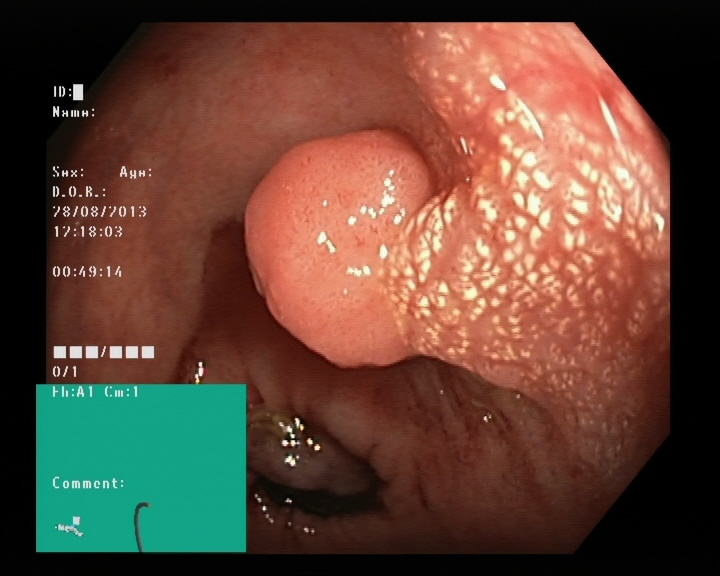 ID:
Name:
Sex: Age:
D.O.B.:
28/08/2013
17:18:03
00:49:14
0/1
Eh:A1 Cm:1
Comment: